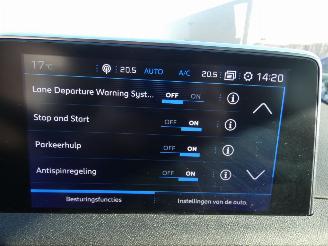 17°C 20.5 AUTO A/C 20.5 14:20
Lane Departure Warning Syst... OFF ON
Stop and Start OFF ON
Parkeerhulp OFF ON
Antispinregeling OFF ON
Besturingsfuncties Instellingen van de auto.